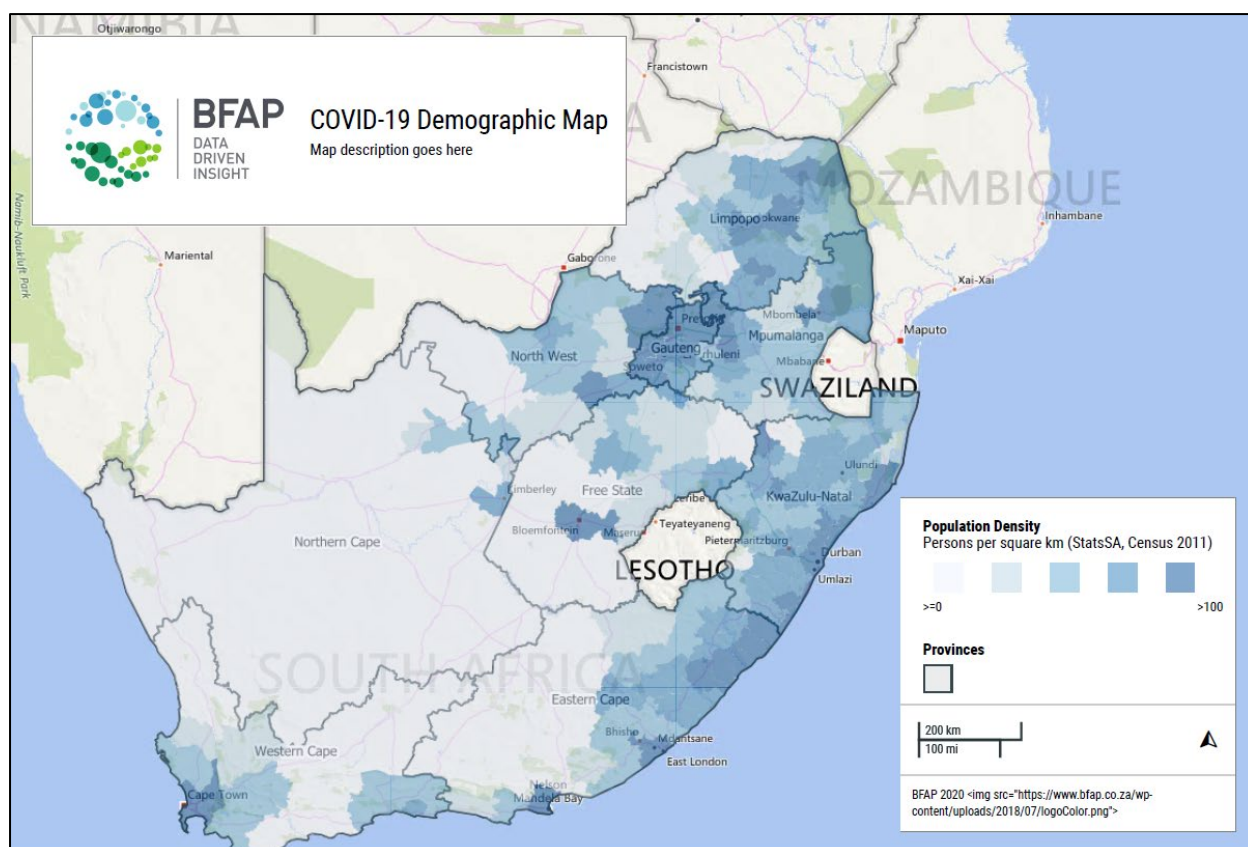 NAMIBIA
Otjiwarongo
BFAP
DATA
DRIVEN
INSIGHT
COVID-19 Demographic Map
Map description goes here
Francistown
MOZAMBIQUE
Inhambane
Namib-Naukluft Park
Mariental
Limpopo
Gaborone
Xai-Xai
Maputo
Mbombela
Mpumalanga
North West
Gauteng
Soweto
Mbabane
SWAZILAND
Ulundi
Kimberley
Free State
KwaZulu-Natal
Bloemfontein
Maseru
Teyateyaneng
Pietermaritzburg
Durban
Umlazi
Northern Cape
LESOTHO
SOUTH AFRICA
Eastern Cape
Bhisho
Mdantsane
East London
Western Cape
Cape Town
Nelson
Mandela Bay
Population Density
Persons per square km (StatsSA, Census 2011)
>=0 >100
Provinces
200 km
100 mi
BFAP 2020 <img src="https://www.bfap.co.za/wp-
content/uploads/2018/07/logoColor.png">